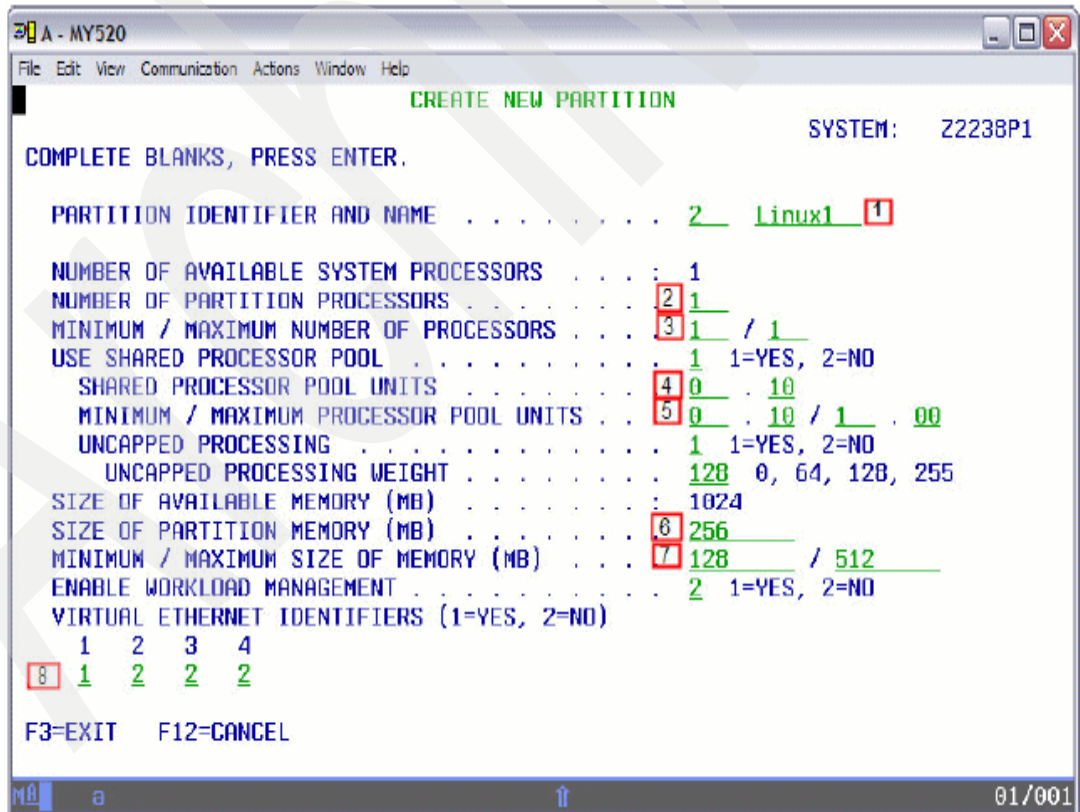 A - MY520
File Edit View Communication Actions Window Help
CREATE NEW PARTITION
SYSTEM: Z2238P1
COMPLETE BLANKS, PRESS ENTER.
PARTITION IDENTIFIER AND NAME . . . . . . . . 2 Linux1 1
NUMBER OF AVAILABLE SYSTEM PROCESSORS . . . : 1
NUMBER OF PARTITION PROCESSORS . . . . . . . . 2 1
MINIMUM / MAXIMUM NUMBER OF PROCESSORS . . . . 3 1 / 1
USE SHARED PROCESSOR POOL . . . . . . . . . . 1 1=YES, 2=NO
SHARED PROCESSOR POOL UNITS . . . . . . . 4 0 . 10
MINIMUM / MAXIMUM PROCESSOR POOL UNITS . . 5 0 . 10 / 1 . 00
UNCAPPED PROCESSING . . . . . . . . . . . 1 1=YES, 2=NO
UNCAPPED PROCESSING WEIGHT . . . . . . . . 128 0, 64, 128, 255
SIZE OF AVAILABLE MEMORY (MB) . . . . . . . : 1024
SIZE OF PARTITION MEMORY (MB) . . . . . . . . 6 256
MINIMUM / MAXIMUM SIZE OF MEMORY (MB) . . . 7 128 / 512
ENABLE WORKLOAD MANAGEMENT . . . . . . . . . . 2 1=YES, 2=NO
VIRTUAL ETHERNET IDENTIFIERS (1=YES, 2=NO)
1 2 3 4
8 1 2 2 2
F3=EXIT F12=CANCEL
MA a 01/001